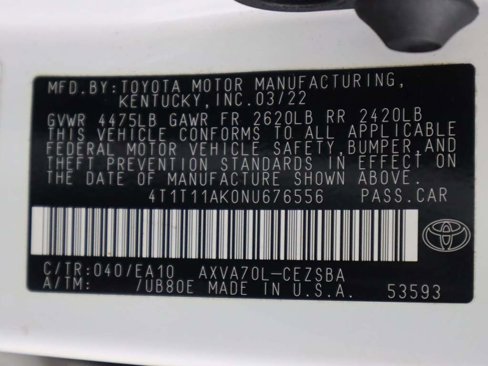 MFD.BY:TOYOTA MOTOR MANUFACTURING,
KENTUCKY,INC.03/22
GVWR 4475LB GAWR FR 2620LB RR 2420LB
THIS VEHICLE CONFORMS TO ALL APPLICABLE
FEDERAL MOTOR VEHICLE SAFETY,BUMPER,AND
THEFT PREVENTION STANDARDS IN EFFECT ON
THE DATE OF MANUFACTURE SHOWN ABOVE.
4T1T11AK0NU676556 PASS.CAR
C/TR:040/EA10 AXVA70L-CEZSBA
A/TM: /UB80E MADE IN U.S.A. 53593